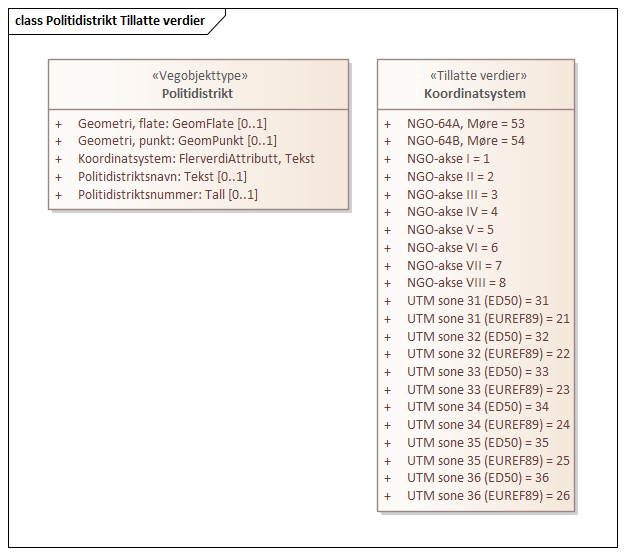 class Politidistrikt Tillatte verdier
«Vegobjekttype»
Politidistrikt
+ Geometri, flate: GeomFlate [0..1]
+ Geometri, punkt: GeomPunkt [0..1]
+ Koordinatsystem: FlerverdiAttributt, Tekst
+ Politidistriktsnavn: Tekst [0..1]
+ Politidistriktsnummer: Tall [0..1]
«Tillatte verdier»
Koordinatsystem
+ NGO-64A, Møre = 53
+ NGO-64B, Møre = 54
+ NGO-akse I = 1
+ NGO-akse II = 2
+ NGO-akse III = 3
+ NGO-akse IV = 4
+ NGO-akse V = 5
+ NGO-akse VI = 6
+ NGO-akse VII = 7
+ NGO-akse VIII = 8
+ UTM sone 31 (ED50) = 31
+ UTM sone 31 (EUREF89) = 21
+ UTM sone 32 (ED50) = 32
+ UTM sone 32 (EUREF89) = 22
+ UTM sone 33 (ED50) = 33
+ UTM sone 33 (EUREF89) = 23
+ UTM sone 34 (ED50) = 34
+ UTM sone 34 (EUREF89) = 24
+ UTM sone 35 (ED50) = 35
+ UTM sone 35 (EUREF89) = 25
+ UTM sone 36 (ED50) = 36
+ UTM sone 36 (EUREF89) = 26